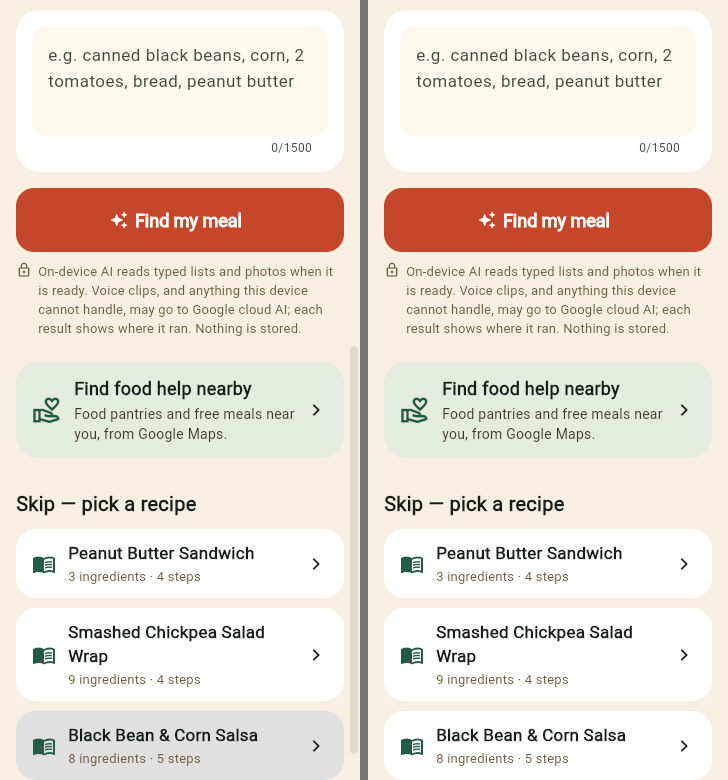 e.g. canned black beans, corn, 2
tomatoes, bread, peanut butter
0/1500
Find my meal
On-device AI reads typed lists and photos when it
is ready. Voice clips, and anything this device
cannot handle, may go to Google cloud AI; each
result shows where it ran. Nothing is stored.
Find food help nearby
Food pantries and free meals near
you, from Google Maps.
Skip — pick a recipe
Peanut Butter Sandwich
3 ingredients · 4 steps
Smashed Chickpea Salad
Wrap
9 ingredients · 4 steps
Black Bean & Corn Salsa
8 ingredients · 5 steps
e.g. canned black beans, corn, 2
tomatoes, bread, peanut butter
0/1500
Find my meal
On-device AI reads typed lists and photos when it
is ready. Voice clips, and anything this device
cannot handle, may go to Google cloud AI; each
result shows where it ran. Nothing is stored.
Find food help nearby
Food pantries and free meals near
you, from Google Maps.
Skip — pick a recipe
Peanut Butter Sandwich
3 ingredients · 4 steps
Smashed Chickpea Salad
Wrap
9 ingredients · 4 steps
Black Bean & Corn Salsa
8 ingredients · 5 steps